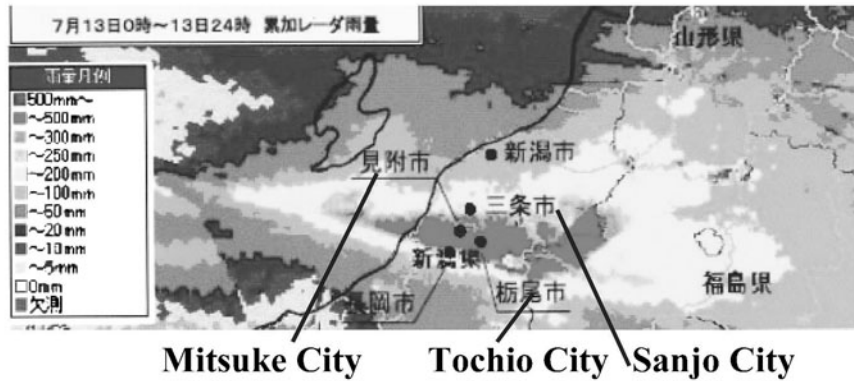 7月13日0時～13日24時 累加レーダ雨量
雨量凡例
500mm～
～500mm
～300mm
～250mm
～200mm
～100mm
～50mm
～20mm
～10mm
～5mm
0mm
欠測
山形県
新潟市
見附市
三条市
新潟県
長岡市
栃尾市
福島県
Mitsuke City
Tochio City
Sanjo City